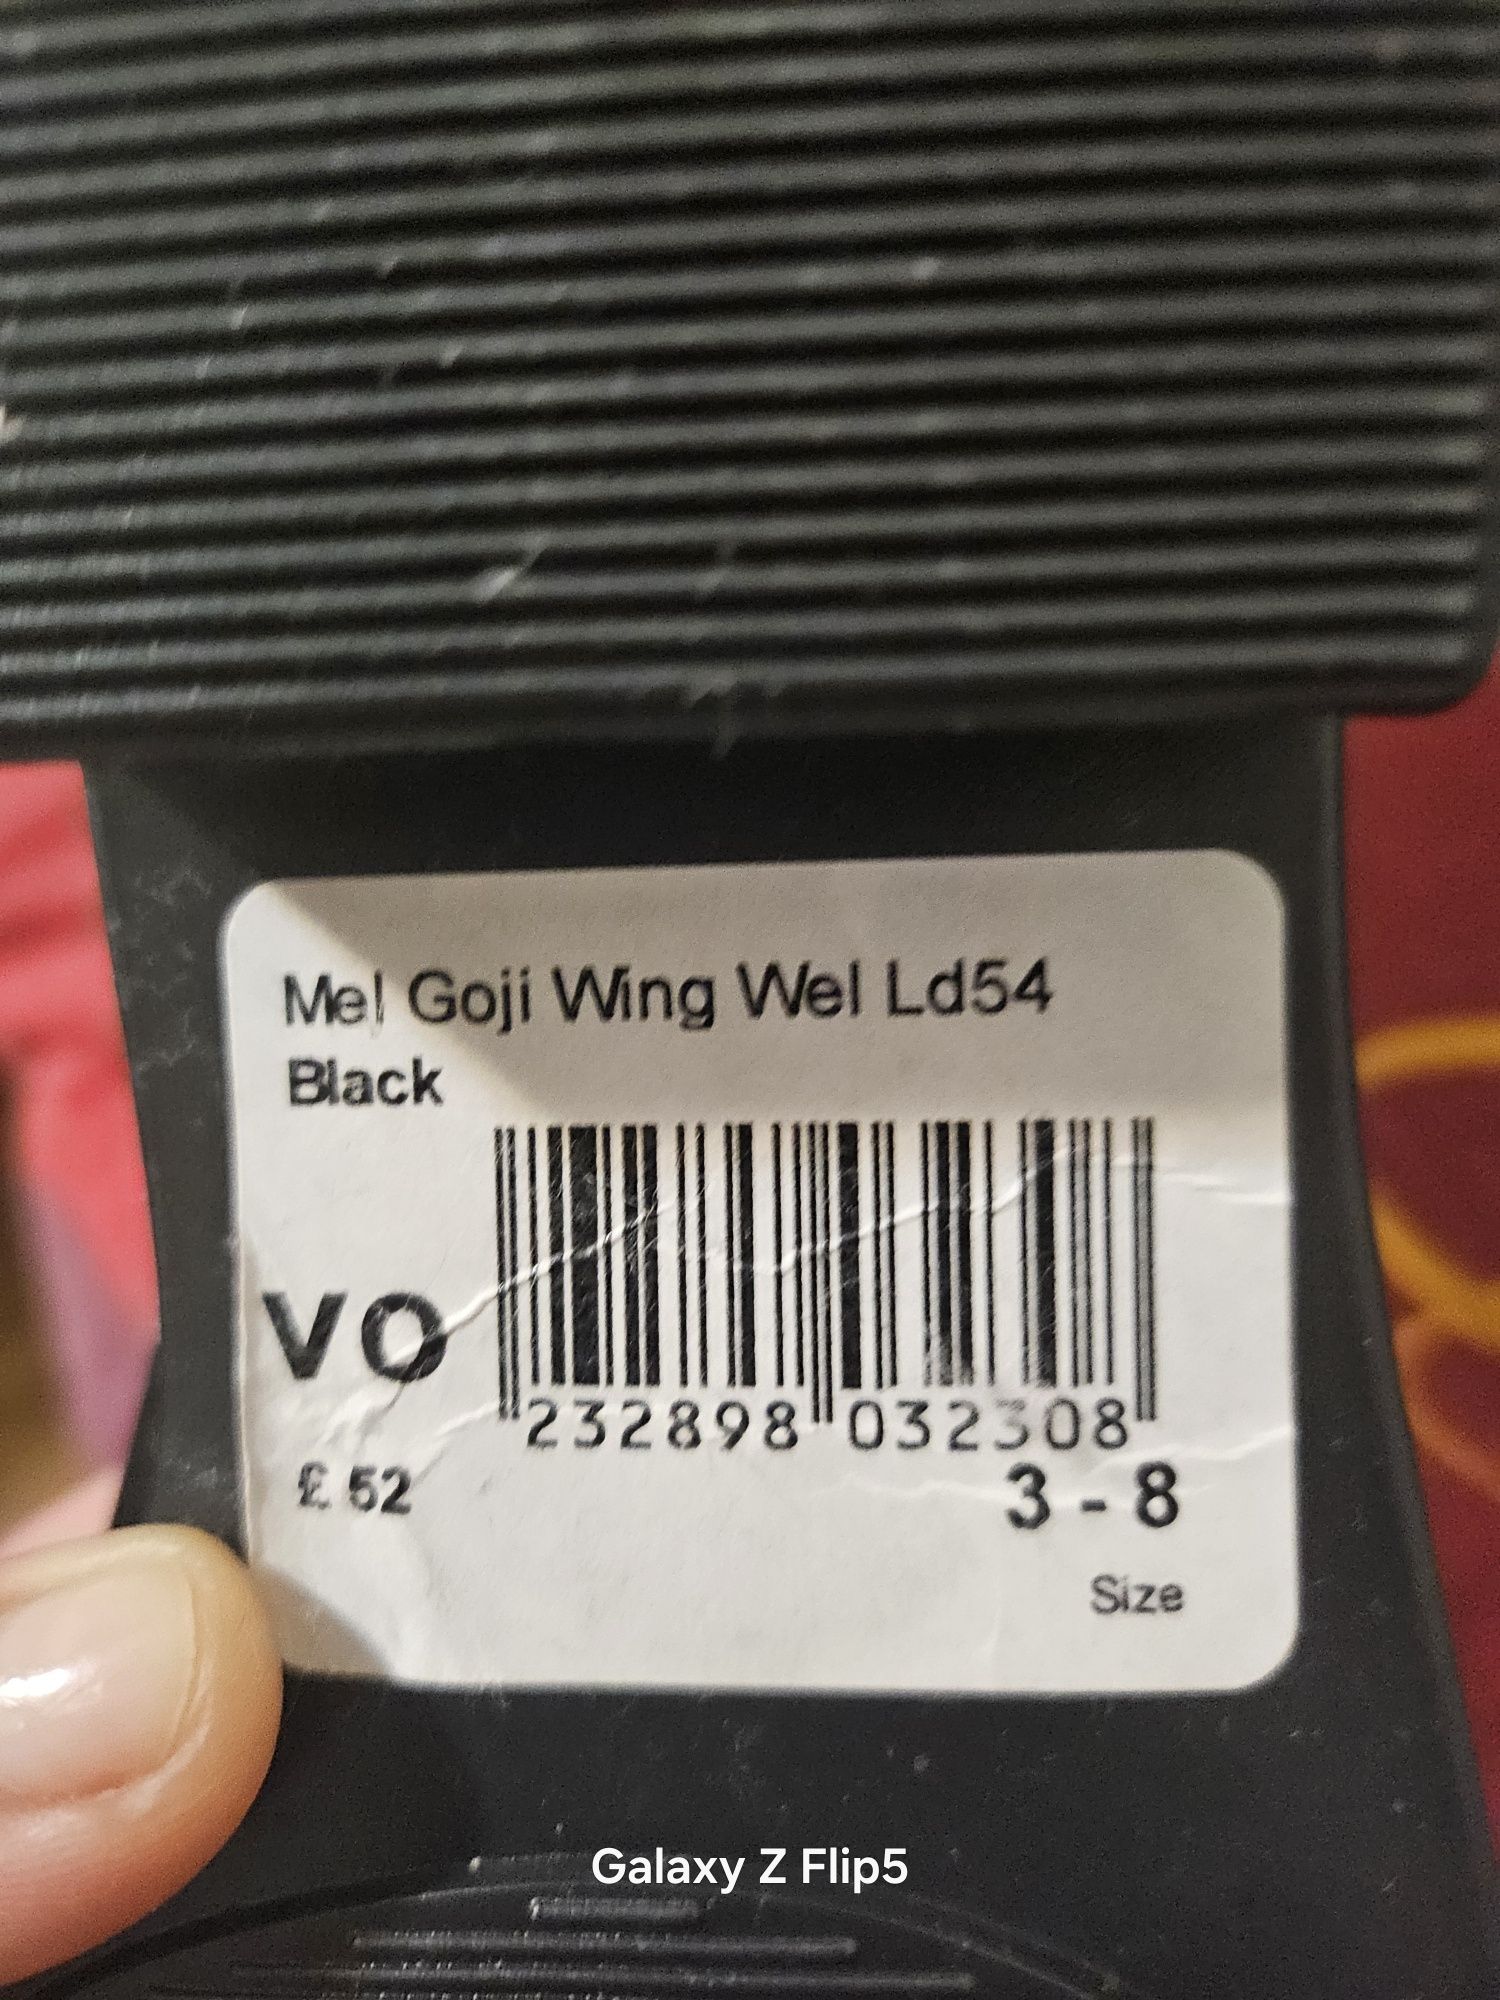 Mel Goji Wing Wel Ld54
Black
VO
232898 032308
£ 52
3 - 8
Size
Galaxy Z Flip5